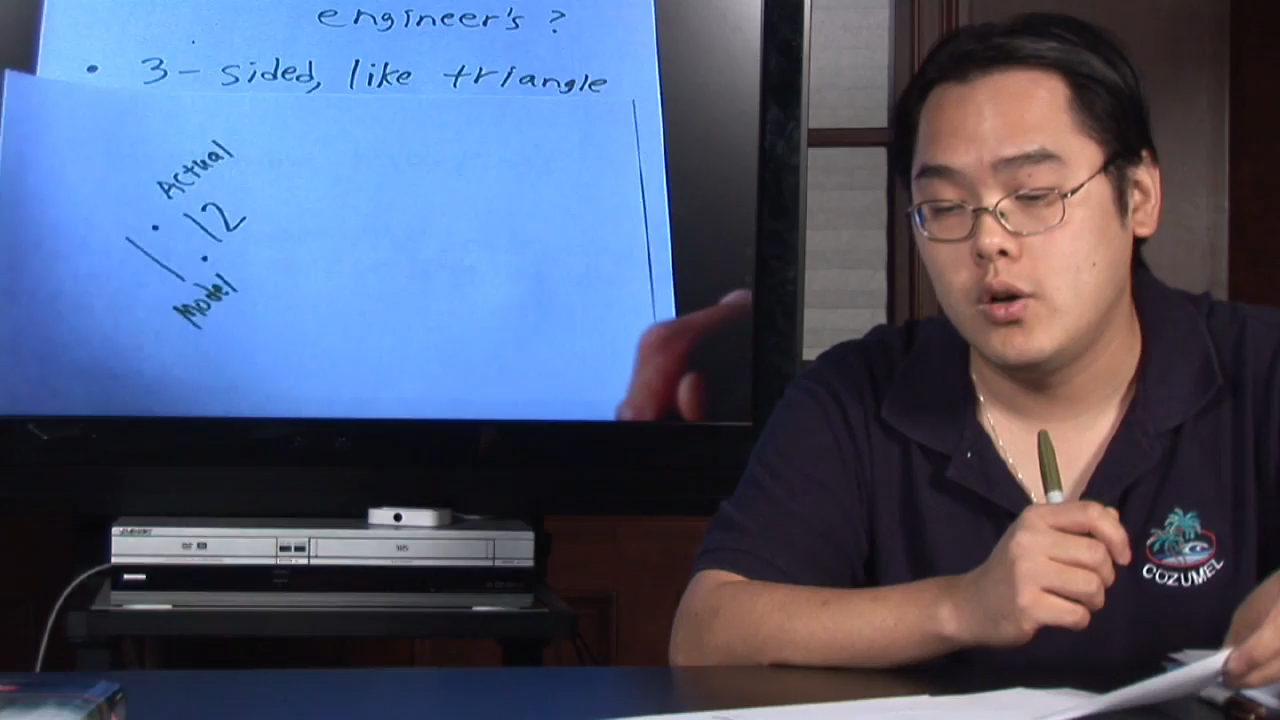 engineer's ?
• 3 - sided, like triangle
Actual
1 : 12
Model
COZUMEL